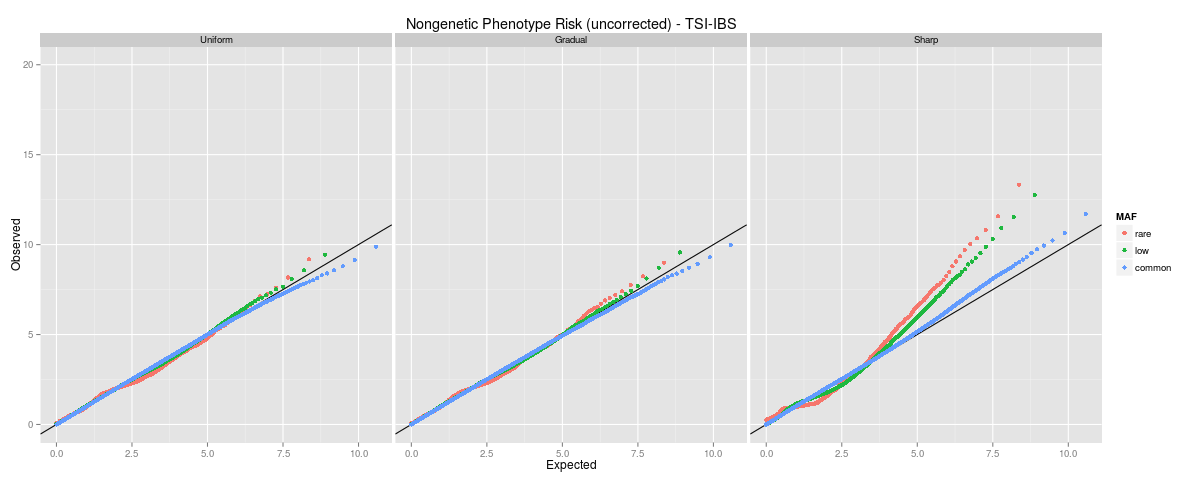 Nongenetic Phenotype Risk (uncorrected) - TSI-IBS
Uniform Gradual Sharp
20
15
10
5
0
Observed
0.0 2.5 5.0 7.5 10.0 0.0 2.5 5.0 7.5 10.0 0.0 2.5 5.0 7.5 10.0
Expected
MAF
rare
low
common